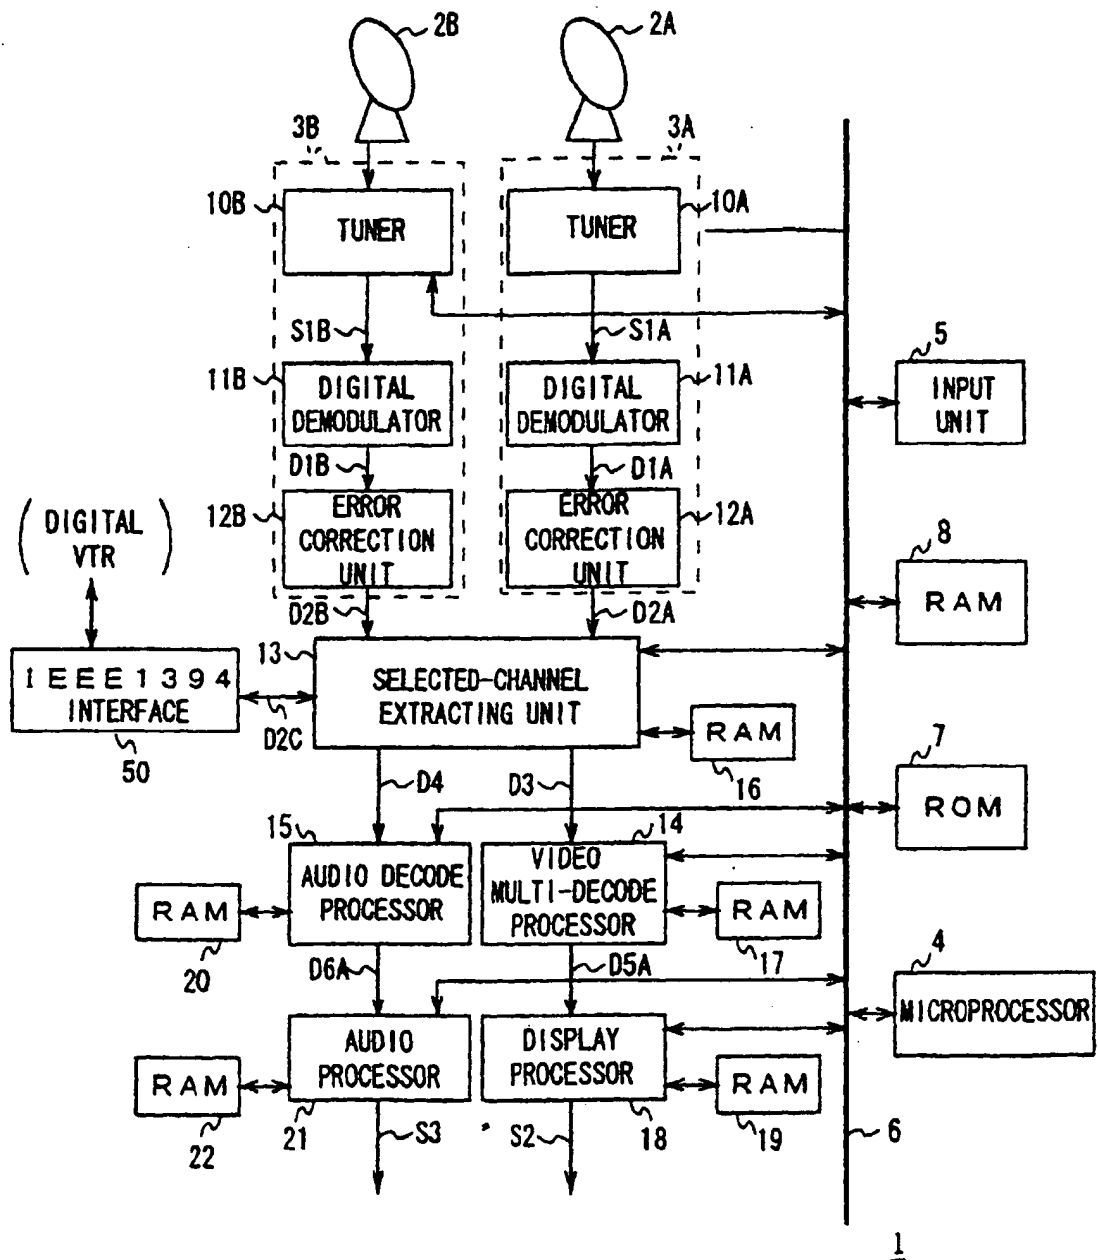 2B
2A
3B
3A
10B
TUNER
TUNER
10A
S1B
S1A
5
11B
DIGITAL
DEMODULATOR
DIGITAL
DEMODULATOR
11A
INPUT
UNIT
D1B
D1A
(DIGITAL
VTR)
12B
ERROR
CORRECTION
UNIT
ERROR
CORRECTION
UNIT
12A
8
RAM
D2B
D2A
13
SELECTED-CHANNEL
EXTRACTING UNIT
IEEE1394
INTERFACE
D2C
50
RAM
16
7
ROM
D4
D3
15
14
AUDIO DECODE
PROCESSOR
VIDEO
MULTI-DECODE
PROCESSOR
RAM
20
RAM
17
D6A
D5A
4
MICROPROCESSOR
AUDIO
PROCESSOR
DISPLAY
PROCESSOR
RAM
22
RAM
19
21
18
S3
S2
6
1